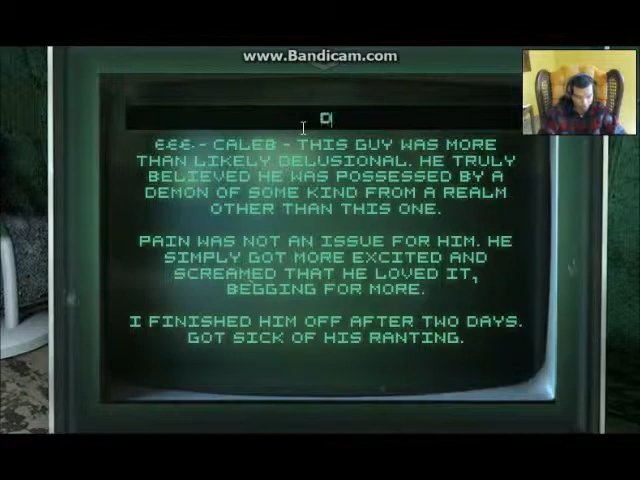 www.Bandicam.com
D
666 - CALEB - THIS GUY WAS MORE
THAN LIKELY DELUSIONAL. HE TRULY
BELIEVED HE WAS POSSESSED BY A
DEMON OF SOME KIND FROM A REALM
OTHER THAN THIS ONE.
PAIN WAS NOT AN ISSUE FOR HIM. HE
SIMPLY GOT MORE EXCITED AND
SCREAMED THAT HE LOVED IT,
BEGGING FOR MORE.
I FINISHED HIM OFF AFTER TWO DAYS.
GOT SICK OF HIS RANTING.